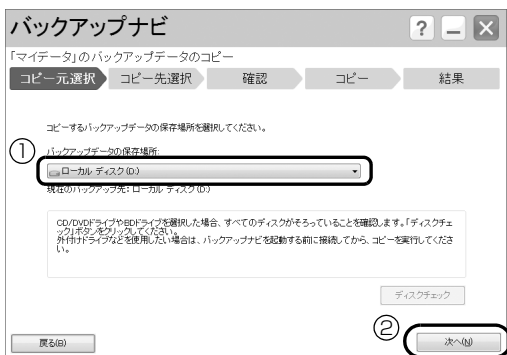 バックアップナビ
? – X
「マイデータ」のバックアップデータのコピー
コピー元選択 コピー先選択 確認 コピー 結果
コピーするバックアップデータの保存場所を選択してください。
① バックアップデータの保存場所:
ローカル ディスク(D:)
現在のバックアップ先: ローカル ディスク(D:)
CD/DVDドライブやBDドライブを選択した場合、すべてのディスクがそろっていることを確認します。「ディスクチェ
ック」ボタンをクリックしてください。
外付けドライブなどを使用したい場合は、バックアップナビを起動する前に接続してから、コピーを実行してくださ
い。
ディスクチェック
②
戻る(B) 次へ(N)